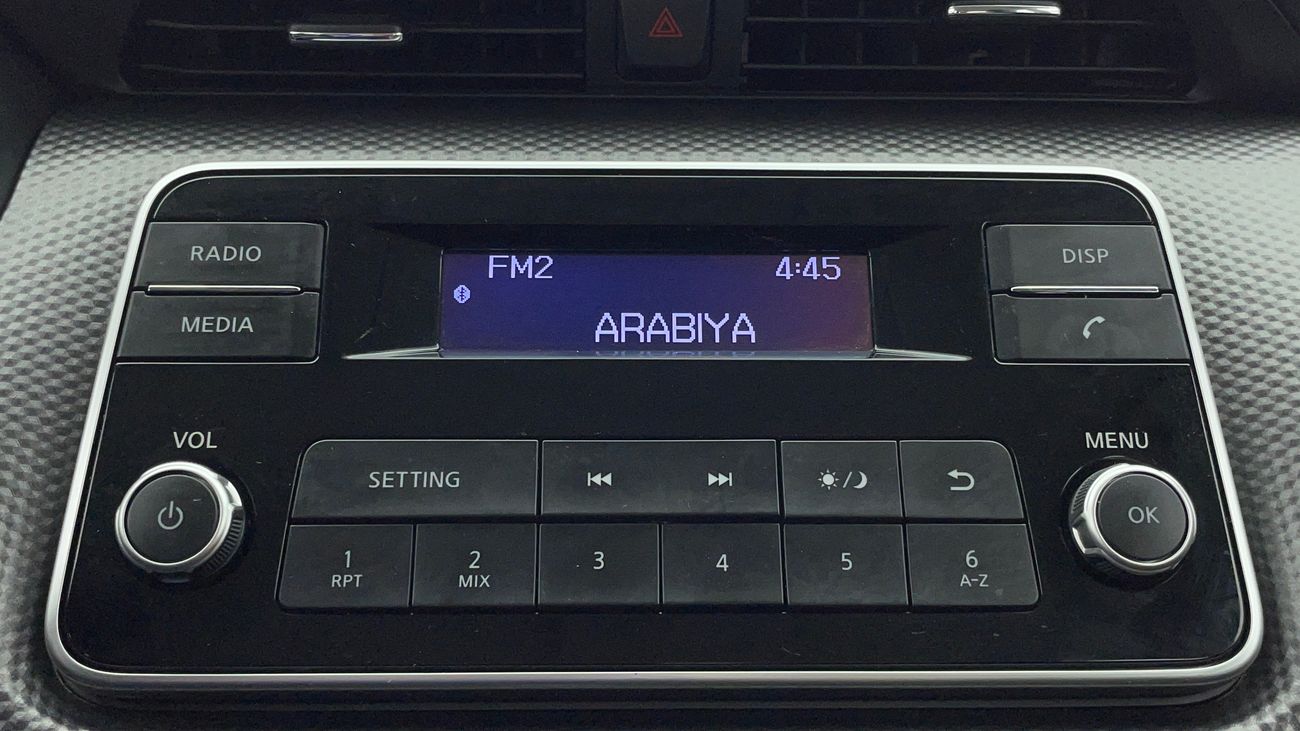 RADIO
MEDIA
FM2 4:45
ARABIYA
DISP
VOL
MENU
SETTING
OK
1 2 3 4 5 6
RPT MIX A-Z